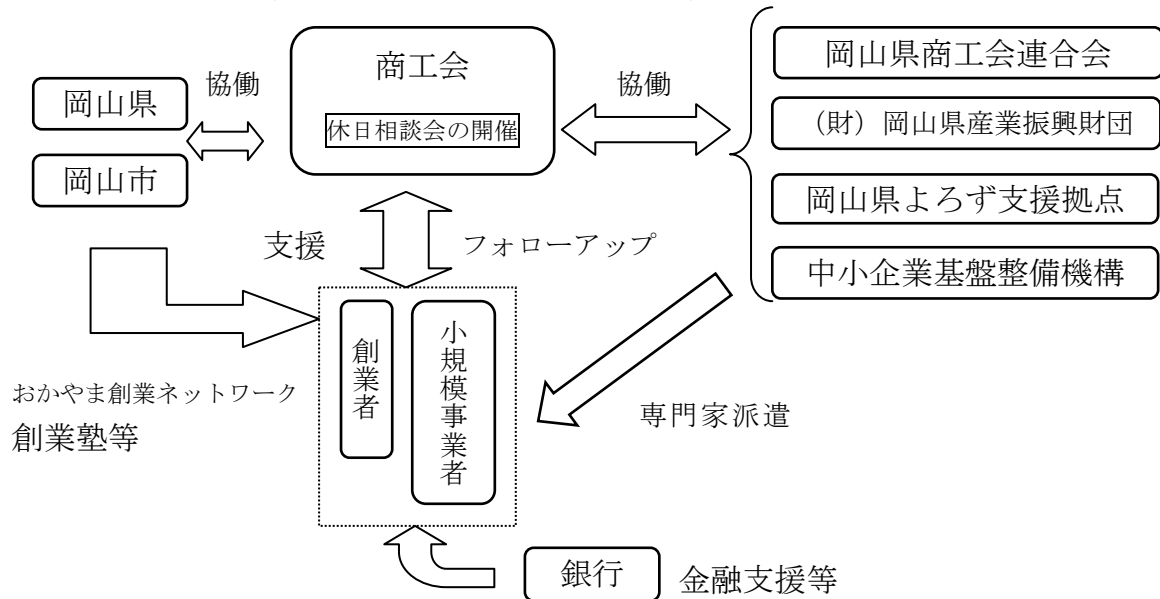 商工会
休日相談会の開催
協働
岡山県
岡山市
協働
岡山県商工会連合会
（財）岡山県産業振興財団
岡山県よろず支援拠点
中小企業基盤整備機構
支援
フォローアップ
創業者
小規模事業者
おかやま創業ネットワーク
創業塾等
専門家派遣
銀行
金融支援等